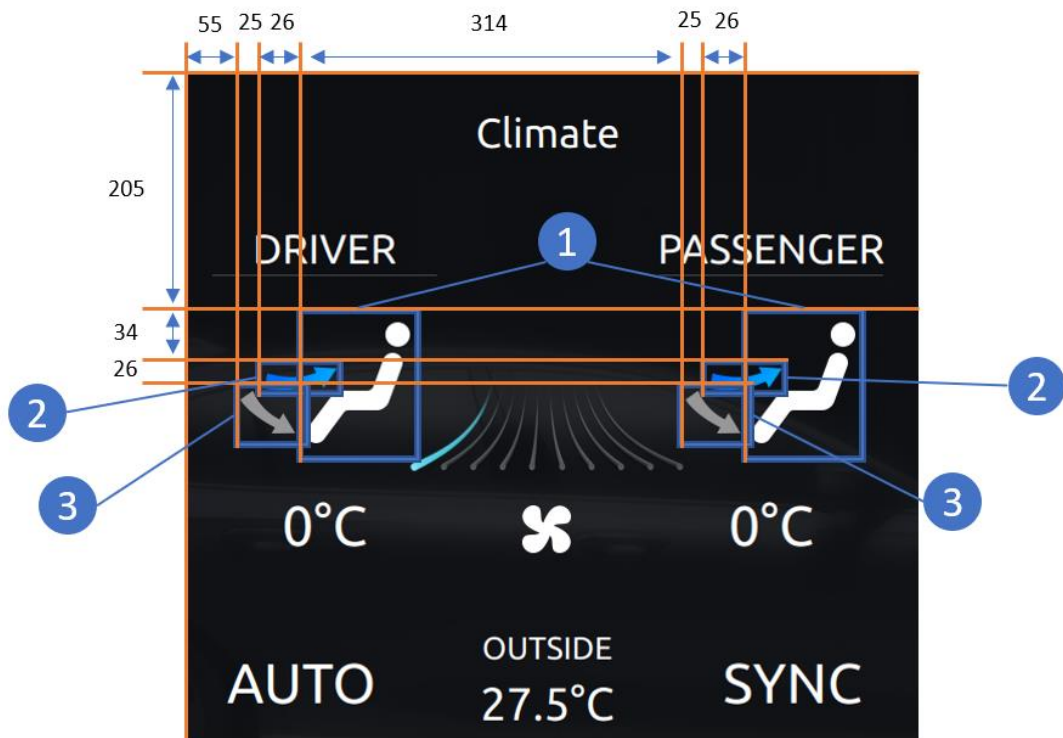 55 25 26 314 25 26
Climate
205
DRIVER 1 PASSENGER
34
26
2 2
3 3
0°C 0°C
OUTSIDE
AUTO SYNC
27.5°C